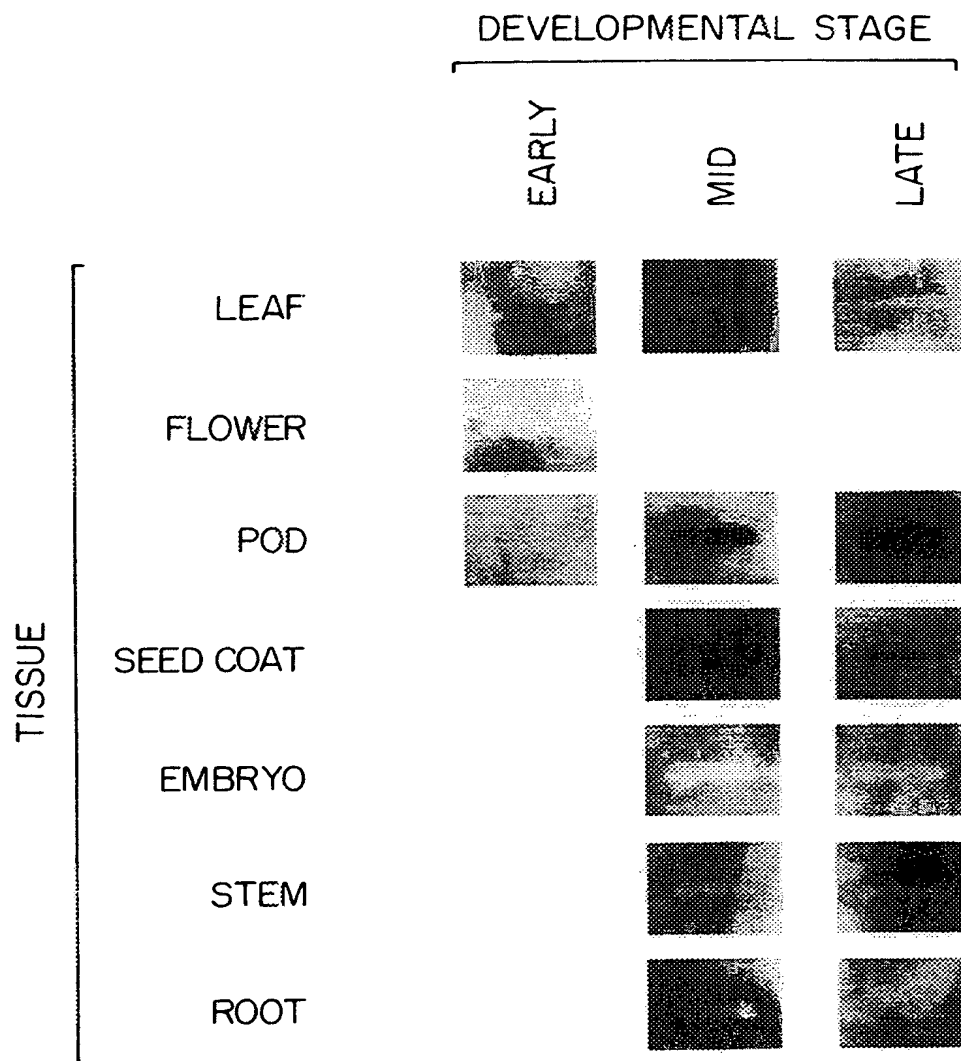 DEVELOPMENTAL STAGE
EARLY
MID
LATE
TISSUE
LEAF
FLOWER
POD
SEED COAT
EMBRYO
STEM
ROOT